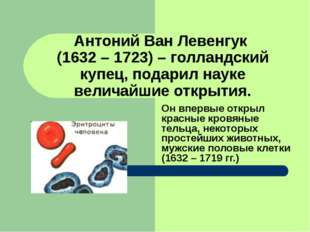 Антоний Ван Левенгук
(1632 – 1723) – голландский
купец, подарил науке
величайшие открытия.
Он впервые открыл
красные кровяные
тельца, некоторых
простейших животных,
мужские половые клетки
(1632 – 1719 гг.)
Эритроциты
человека